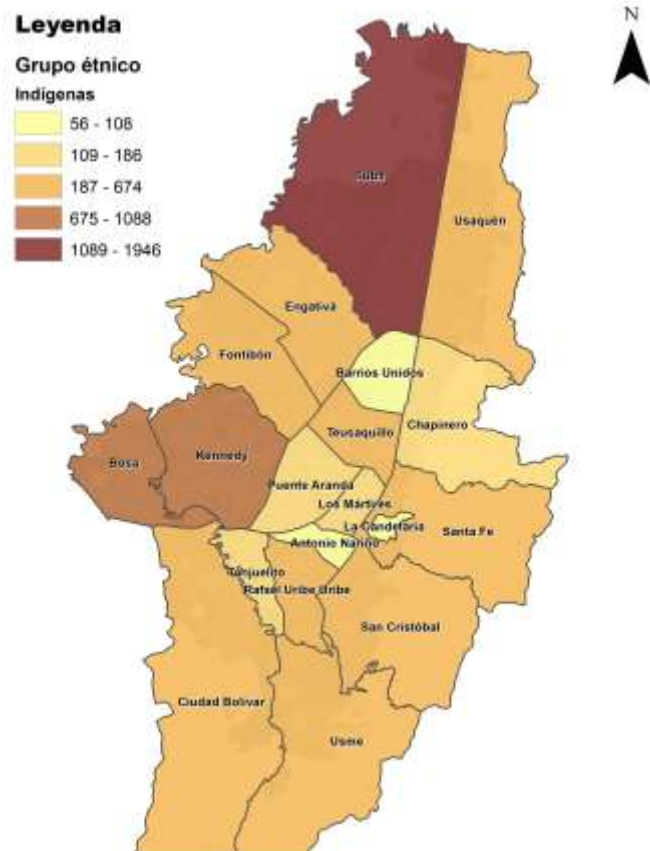 Leyenda
Grupo étnico
Indígenas
56 - 108
109 - 186
187 - 674
675 - 1088
1089 - 1946
N
Suba
Usaquén
Engativá
Fontibón
Barrios Unidos
Chapinero
Teusaquillo
Kennedy
Bosa
Puente Aranda
Los Mártires
La Candelaria
Santa Fe
Antonio Nariño
Tunjuelito
Rafael Uribe Uribe
San Cristóbal
Ciudad Bolívar
Usme